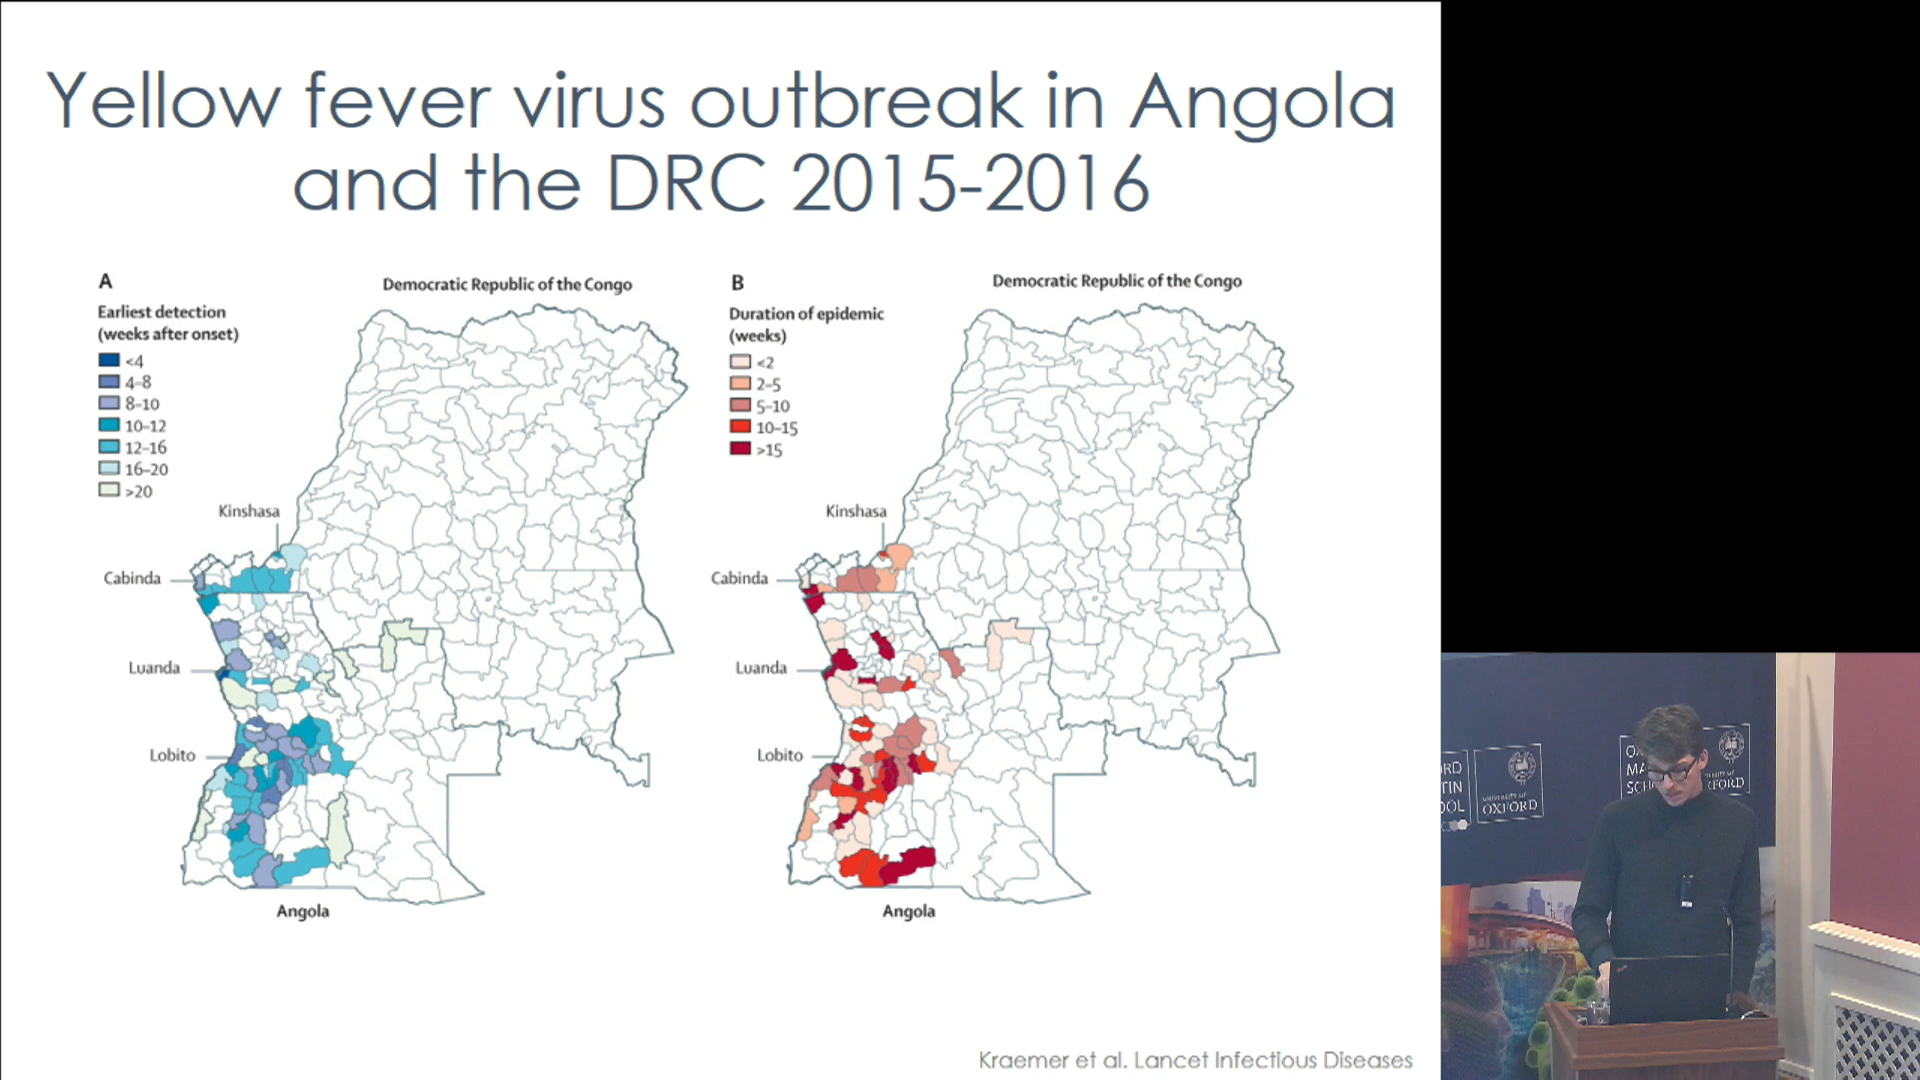 Yellow fever virus outbreak in Angola
and the DRC 2015-2016
A
Democratic Republic of the Congo
Earliest detection
(weeks after onset)
<4
4–8
8–10
10–12
12–16
16–20
>20
Kinshasa
Cabinda
Luanda
Lobito
Angola
B
Democratic Republic of the Congo
Duration of epidemic
(weeks)
<2
2–5
5–10
10–15
>15
Kinshasa
Cabinda
Luanda
Lobito
Angola
Kraemer et al. Lancet Infectious Diseases
UNIVERSITY OF
OXFORD